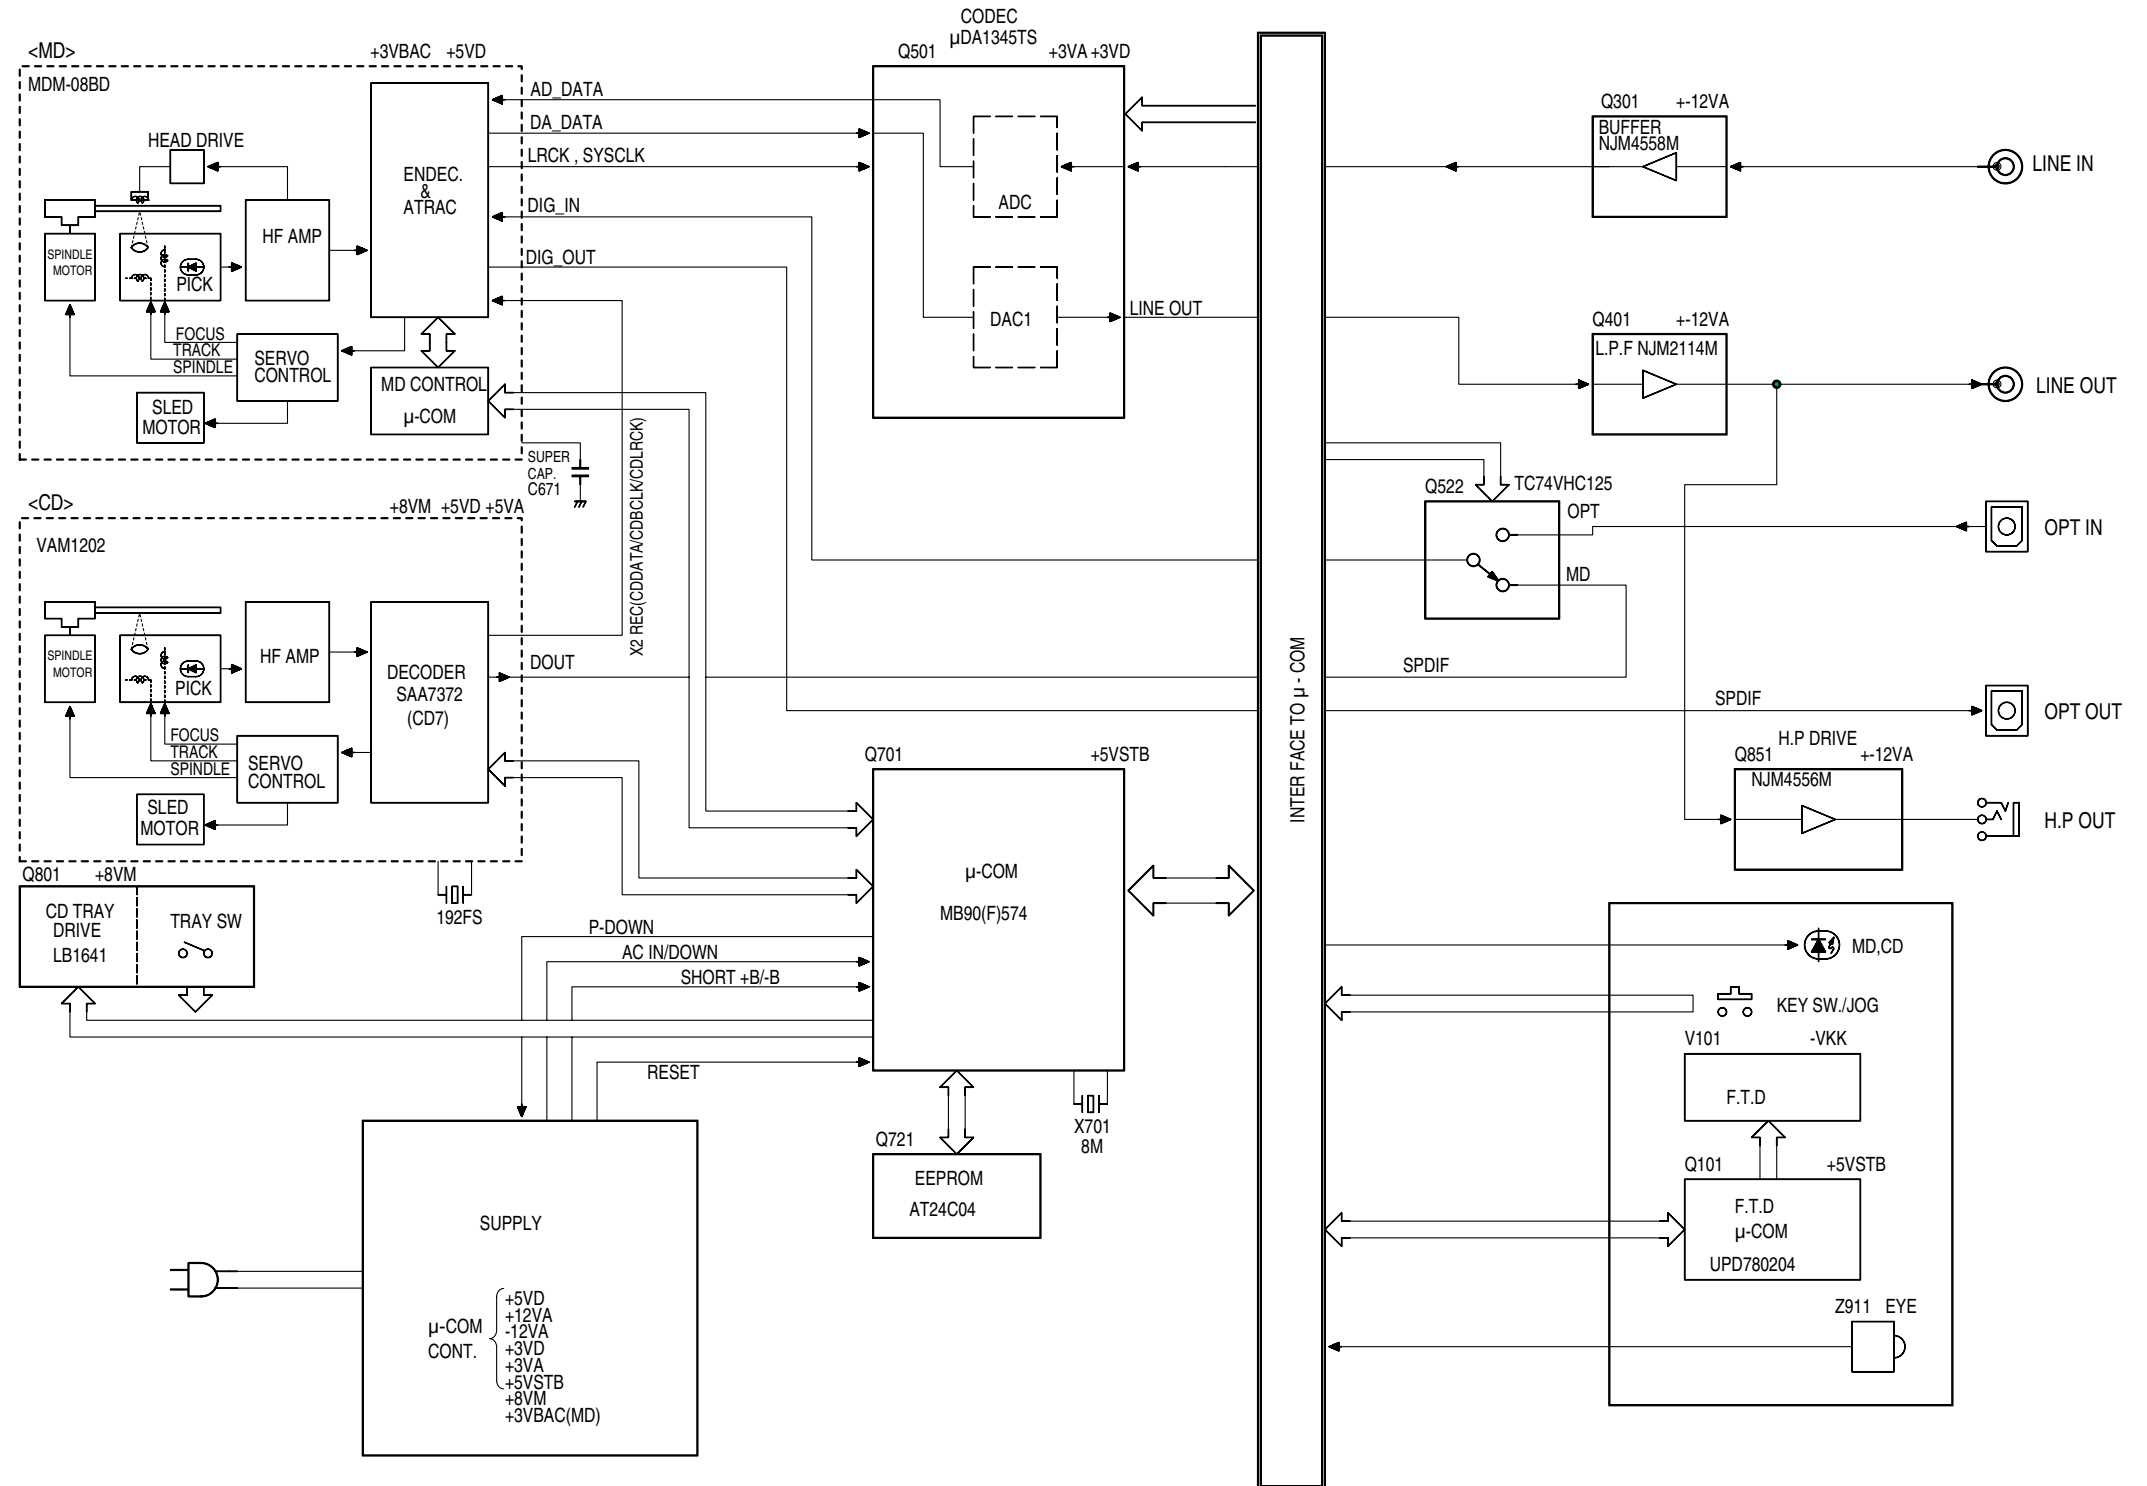 CODEC
µDA1345TS
Q501
+3VA +3VD
ADC
DAC1
LINE OUT
<MD>
+3VBAC +5VD
MDM-08BD
HEAD DRIVE
ENDEC.
&
ATRAC
HF AMP
SPINDLE
MOTOR
PICK
FOCUS
TRACK
SPINDLE
SERVO
CONTROL
SLED
MOTOR
MD CONTROL
µ-COM
AD_DATA
DA_DATA
LRCK , SYSCLK
DIG_IN
DIG_OUT
SUPER
CAP.
C671
X2 REC(CDDATA/CDBCLK/CDLRCK)
<CD>
+8VM +5VD +5VA
VAM1202
HF AMP
SPINDLE
MOTOR
PICK
DECODER
SAA7372
(CD7)
DOUT
FOCUS
TRACK
SPINDLE
SERVO
CONTROL
SLED
MOTOR
192FS
Q801 +8VM
CD TRAY
DRIVE
LB1641
TRAY SW
P-DOWN
AC IN/DOWN
SHORT +B/-B
RESET
Q701
+5VSTB
µ-COM
MB90(F)574
X701
8M
Q721
EEPROM
AT24C04
SUPPLY
µ-COM
CONT.
+5VD
+12VA
-12VA
+3VD
+3VA
+5VSTB
+8VM
+3VBAC(MD)
INTER FACE TO µ - COM
Q301 +-12VA
BUFFER
NJM4558M
LINE IN
Q401 +-12VA
L.P.F NJM2114M
LINE OUT
Q522
TC74VHC125
OPT
MD
OPT IN
SPDIF
SPDIF
OPT OUT
H.P DRIVE
Q851 +-12VA
NJM4556M
H.P OUT
MD,CD
KEY SW./JOG
V101 -VKK
F.T.D
Q101 +5VSTB
F.T.D
µ-COM
UPD780204
Z911 EYE